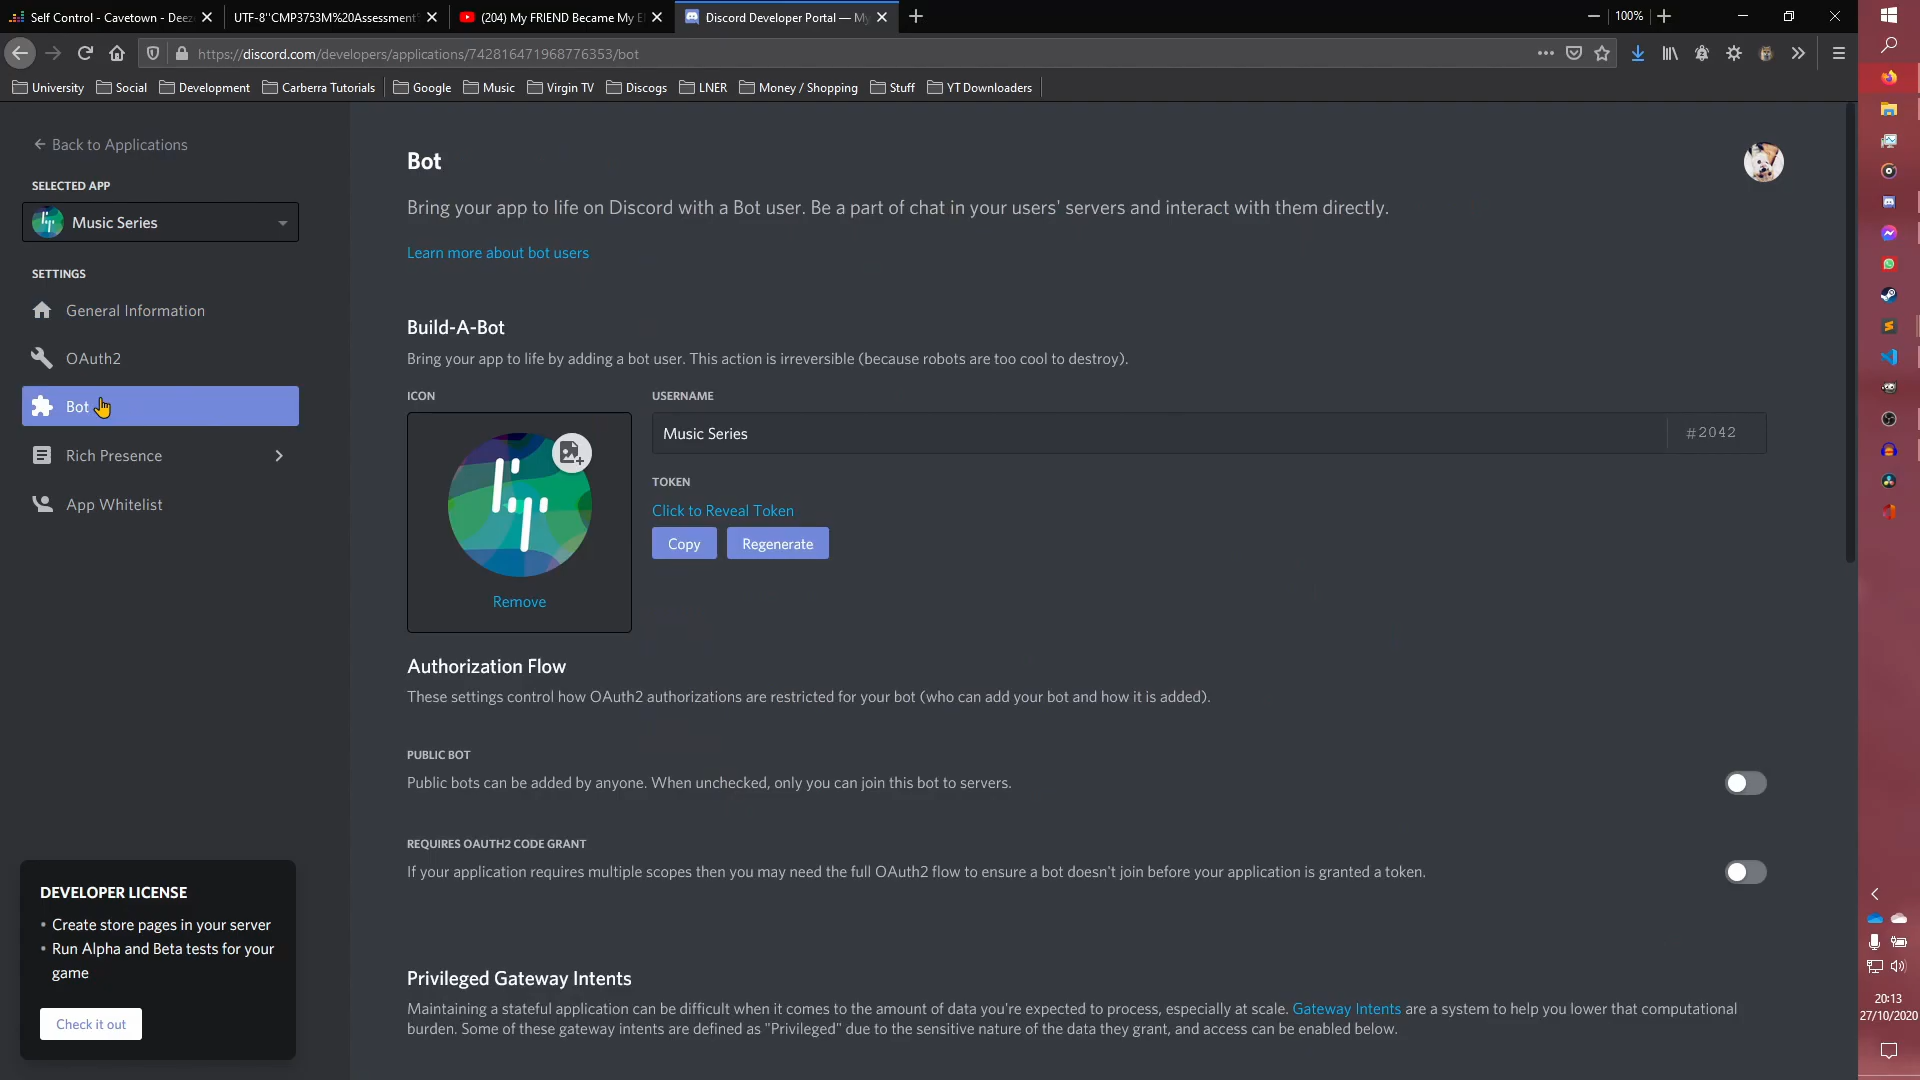 Self Control - Cavetown - Deez
UTF-8''CMP3753M%20Assessment
(204) My FRIEND Became My E
Discord Developer Portal — My
100%
https://discord.com/developers/applications/742816471968776353/bot
University
Social
Development
Carberra Tutorials
Google
Music
Virgin TV
Discogs
LNER
Money / Shopping
Stuff
YT Downloaders
Back to Applications
SELECTED APP
Music Series
SETTINGS
General Information
OAuth2
Bot
Rich Presence
App Whitelist
DEVELOPER LICENSE
• Create store pages in your server
• Run Alpha and Beta tests for your
game
Check it out
Bot
Bring your app to life on Discord with a Bot user. Be a part of chat in your users' servers and interact with them directly.
Learn more about bot users
Build-A-Bot
Bring your app to life by adding a bot user. This action is irreversible (because robots are too cool to destroy).
ICON
Remove
USERNAME
Music Series
#2042
TOKEN
Click to Reveal Token
Copy
Regenerate
Authorization Flow
These settings control how OAuth2 authorizations are restricted for your bot (who can add your bot and how it is added).
PUBLIC BOT
Public bots can be added by anyone. When unchecked, only you can join this bot to servers.
REQUIRES OAUTH2 CODE GRANT
If your application requires multiple scopes then you may need the full OAuth2 flow to ensure a bot doesn't join before your application is granted a token.
Privileged Gateway Intents
Maintaining a stateful application can be difficult when it comes to the amount of data you're expected to process, especially at scale. Gateway Intents are a system to help you lower that computational
burden. Some of these gateway intents are defined as "Privileged" due to the sensitive nature of the data they grant, and access can be enabled below.
20:13
27/10/2020